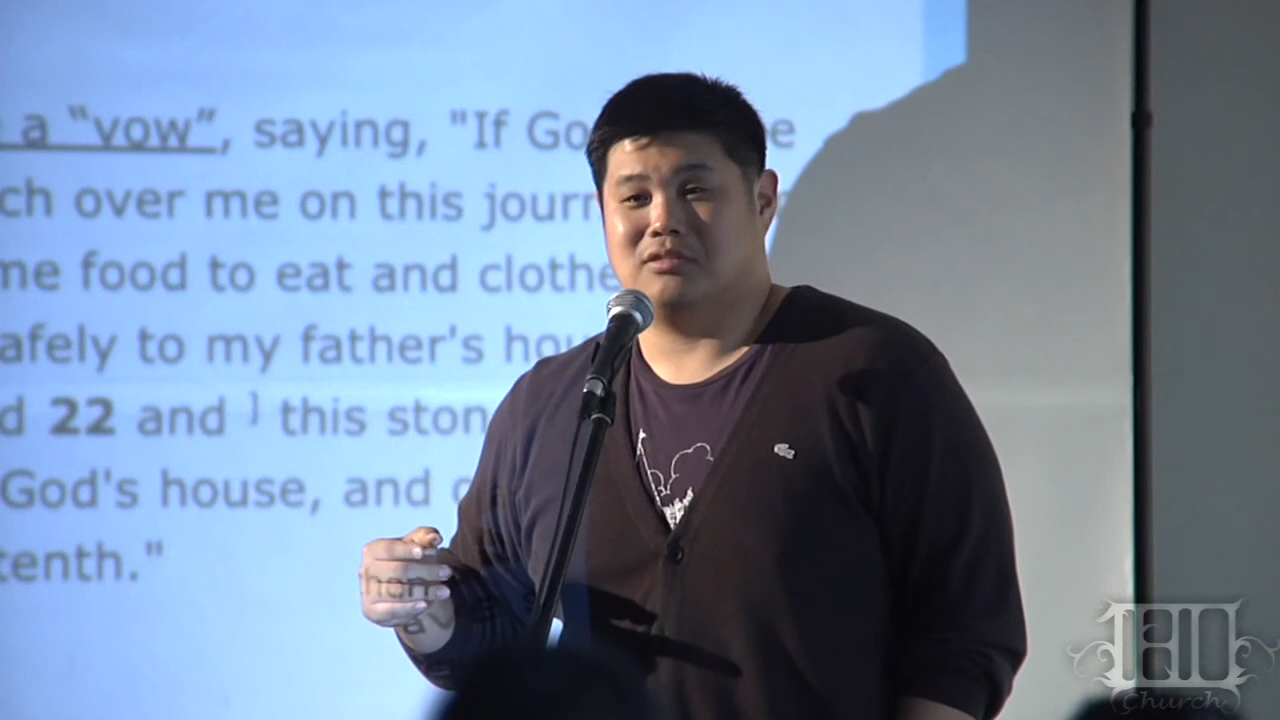 a “vow”, saying, "If Go
ch over me on this journ
me food to eat and clothe
afely to my father's hou
d 22 and ] this ston
God's house, and
tenth."
Church